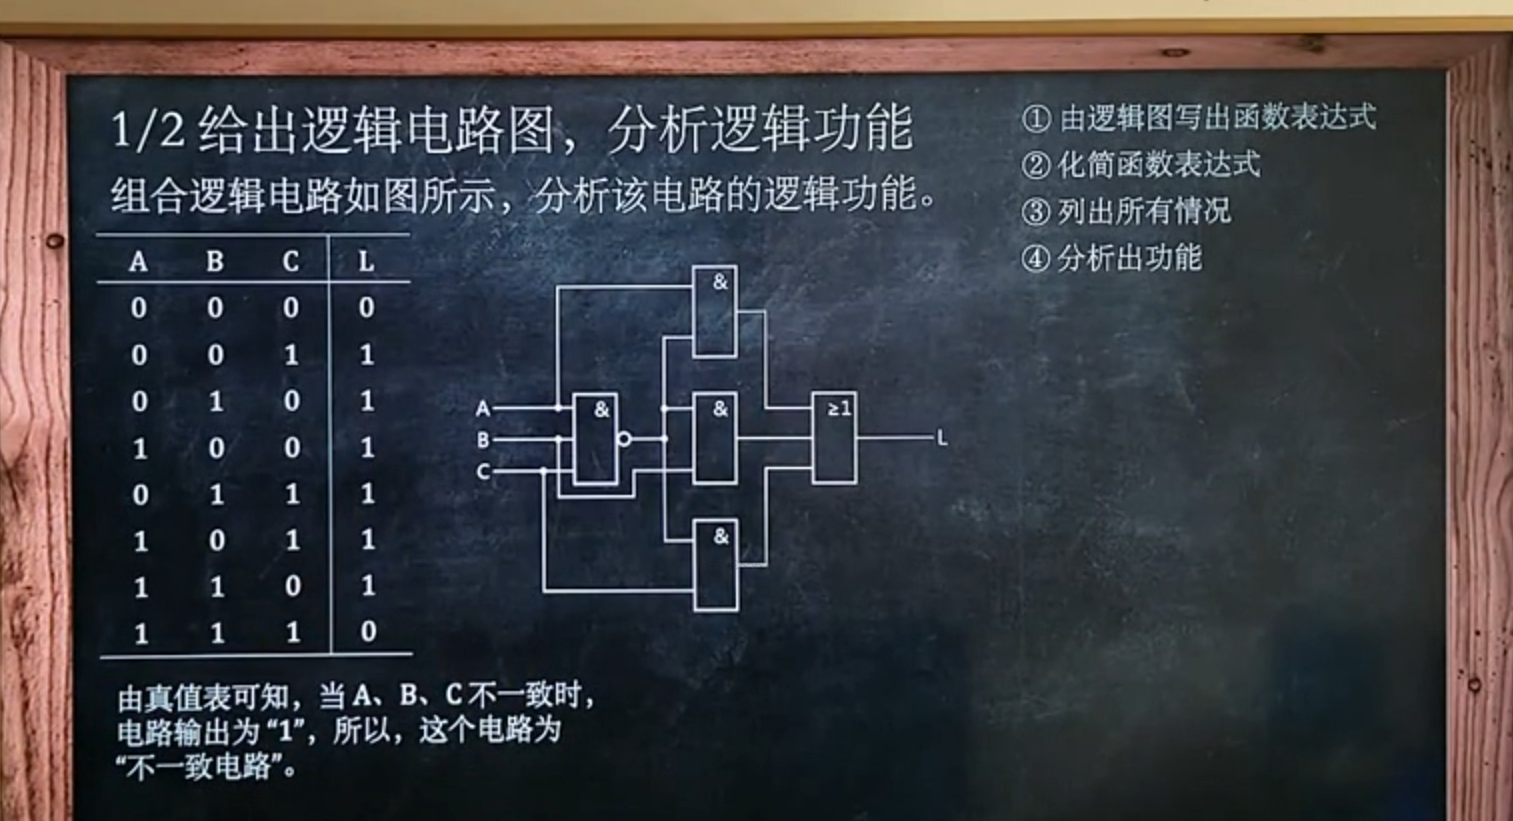 1/2 给出逻辑电路图，分析逻辑功能
组合逻辑电路如图所示，分析该电路的逻辑功能。
A B C L
0 0 0 0
0 0 1 1
0 1 0 1
1 0 0 1
0 1 1 1
1 0 1 1
1 1 0 1
1 1 1 0
由真值表可知，当 A、B、C 不一致时，
电路输出为 “1”，所以，这个电路为
“不一致电路”。
&
A
B
C
&
&
&
≥1
L
① 由逻辑图写出函数表达式
② 化简函数表达式
③ 列出所有情况
④ 分析出功能